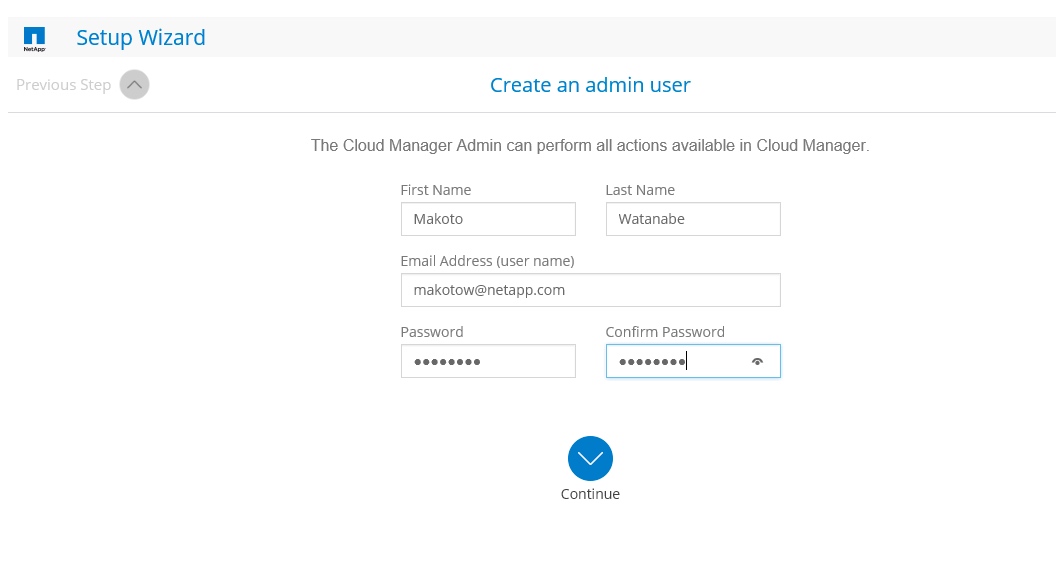 NetApp
Setup Wizard
Previous Step
Create an admin user
The Cloud Manager Admin can perform all actions available in Cloud Manager.
First Name Last Name
Makoto Watanabe
Email Address (user name)
makotow@netapp.com
Password Confirm Password
●●●●●●●● ●●●●●●●●
Continue